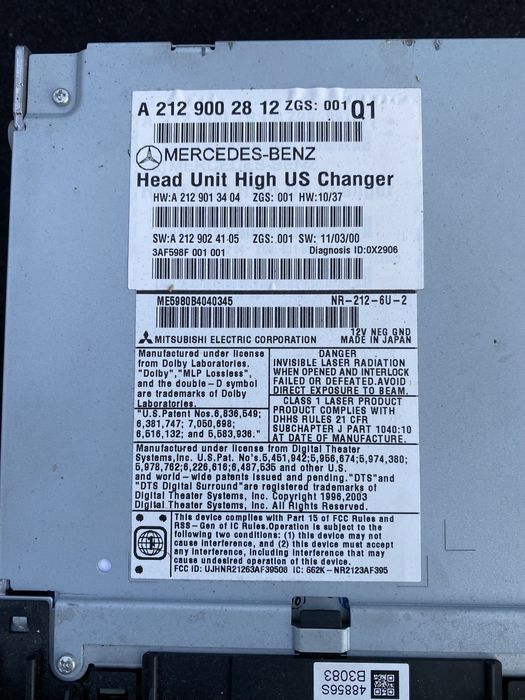 A 212 900 28 12 ZGS: 001 Q1
MERCEDES-BENZ
Head Unit High US Changer
HW:A 212 901 34 04 ZGS: 001 HW:10/37
SW:A 212 902 41 05 ZGS: 001 SW: 11/03/00
3AF598F 001 001 Diagnosis ID:0X2906
ME5980B4040345 NR-212-6U-2
MITSUBISHI ELECTRIC CORPORATION
12V NEG GND
MADE IN JAPAN
Manufactured under license
from Dolby Laboratories.
"Dolby","MLP Lossless",
and the double-D symbol
are trademarks of Dolby
Laboratories.
"U.S.Patent Nos.6,836,549;
6,381,747; 7,050,698;
6,516,132; and 5,583,936."
DANGER
INVISIBLE LASER RADIATION
WHEN OPENED AND INTERLOCK
FAILED OR DEFEATED.AVOID
DIRECT EXPOSURE TO BEAM.
CLASS 1 LASER PRODUCT
PRODUCT COMPLIES WITH
DHHS RULES 21 CFR
SUBCHAPTER J PART 1040:10
AT DATE OF MANUFACTURE.
Manufactured under license from Digital Theater
Systems,Inc. U.S. Pat. No's.5,451,942;5,956,674;5,974,380;
5,978,762;6,226,616;6,487,535 and other U.S.
and world-wide patents issued and pending."DTS"and
"DTS Digital Surround"are registered trademarks of
Digital Theater Systems, Inc. Copyright 1996,2003
Digital Theater Systems, Inc. All Rights Reserved.
This device complies with Part 15 of FCC Rules and
RSS-Gen of IC Rules.Operation is subject to the
following two conditions: (1) this device may not
cause interference, and (2) this device must accept
any interference, including interference that may
cause undesired operation of this device.
FCC ID: UJHNR21263AF39508 IC: 662K-NR2123AF395
48556S
B3083